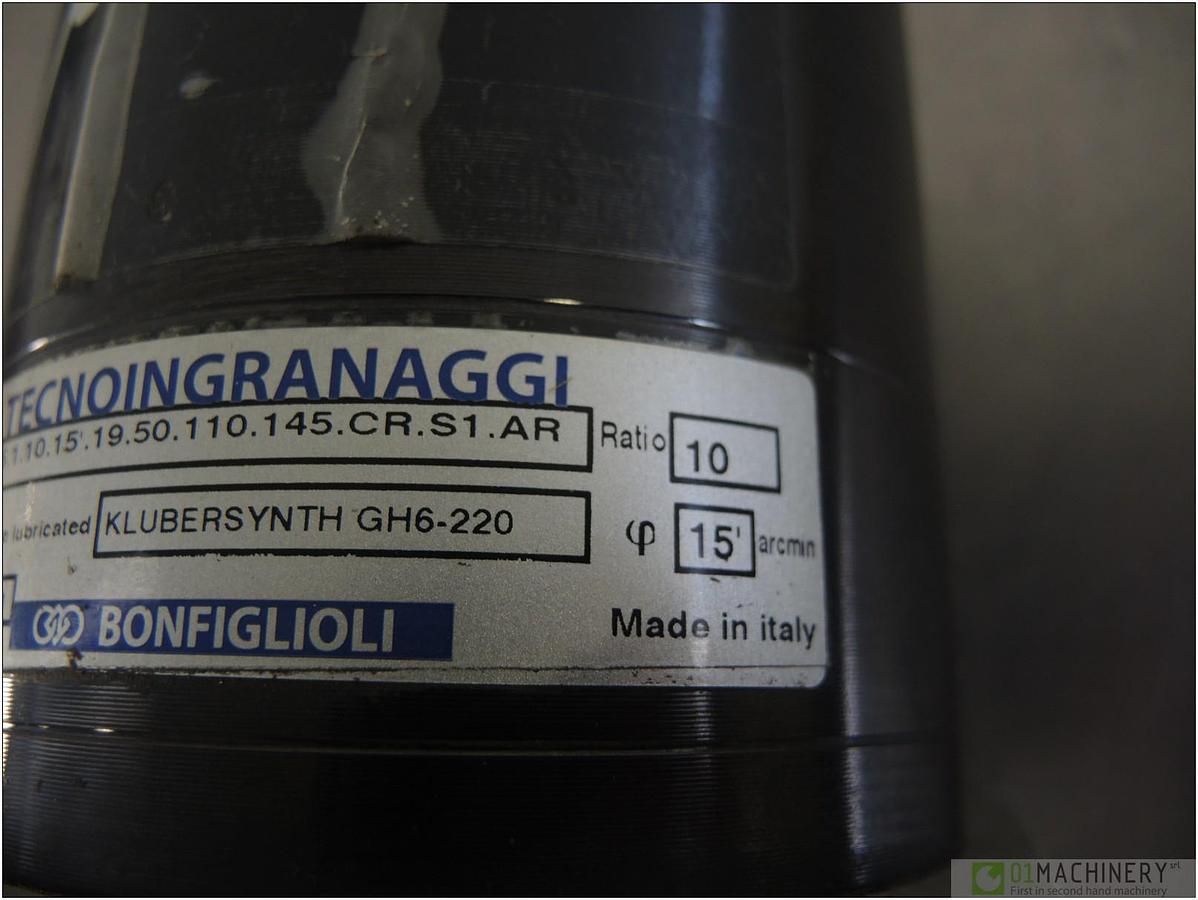 TECNOINGRANAGGI
.1.10.15'.19.50.110.145.CR.S1.AR
Ratio 10
lubricated KLUBERSYNTH GH6-220
φ 15' arcmin
BONFIGLIOLI
Made in italy
01MACHINERY srl
First in second hand machinery